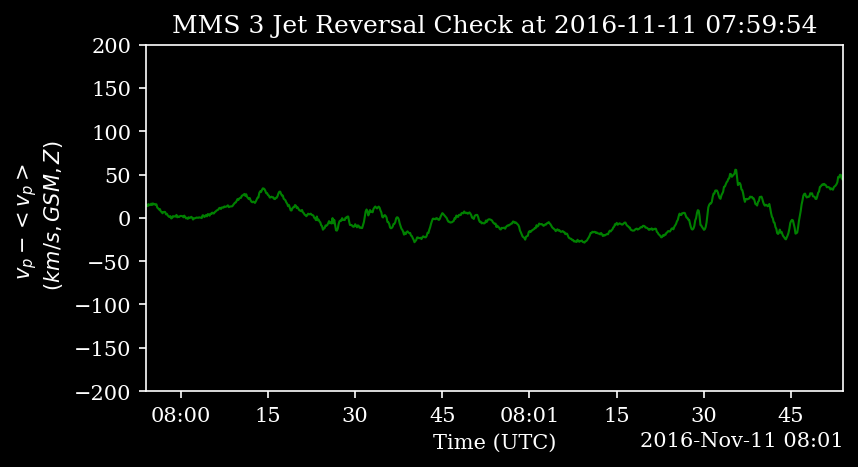 MMS 3 Jet Reversal Check at 2016-11-11 07:59:54
200
150
100
50
0
−50
−100
−150
−200
v_p − < v_p >
(km/s, GSM, Z)
08:00 15 30 45 08:01 15 30 45
Time (UTC)
2016-Nov-11 08:01